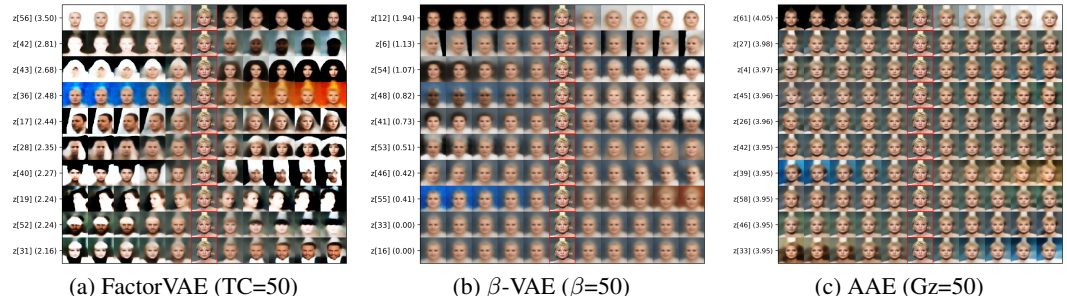 z[56] (3.50)
z[42] (2.81)
z[43] (2.68)
z[36] (2.48)
z[17] (2.44)
z[28] (2.35)
z[40] (2.27)
z[19] (2.24)
z[52] (2.24)
z[31] (2.16)
(a) FactorVAE (TC=50)
z[12] (1.94)
z[6] (1.13)
z[54] (1.07)
z[48] (0.82)
z[41] (0.73)
z[53] (0.51)
z[46] (0.42)
z[55] (0.41)
z[33] (0.00)
z[16] (0.00)
(b) β-VAE (β=50)
z[61] (4.05)
z[27] (3.98)
z[4] (3.97)
z[45] (3.96)
z[26] (3.96)
z[42] (3.95)
z[39] (3.95)
z[58] (3.95)
z[46] (3.95)
z[33] (3.95)
(c) AAE (Gz=50)